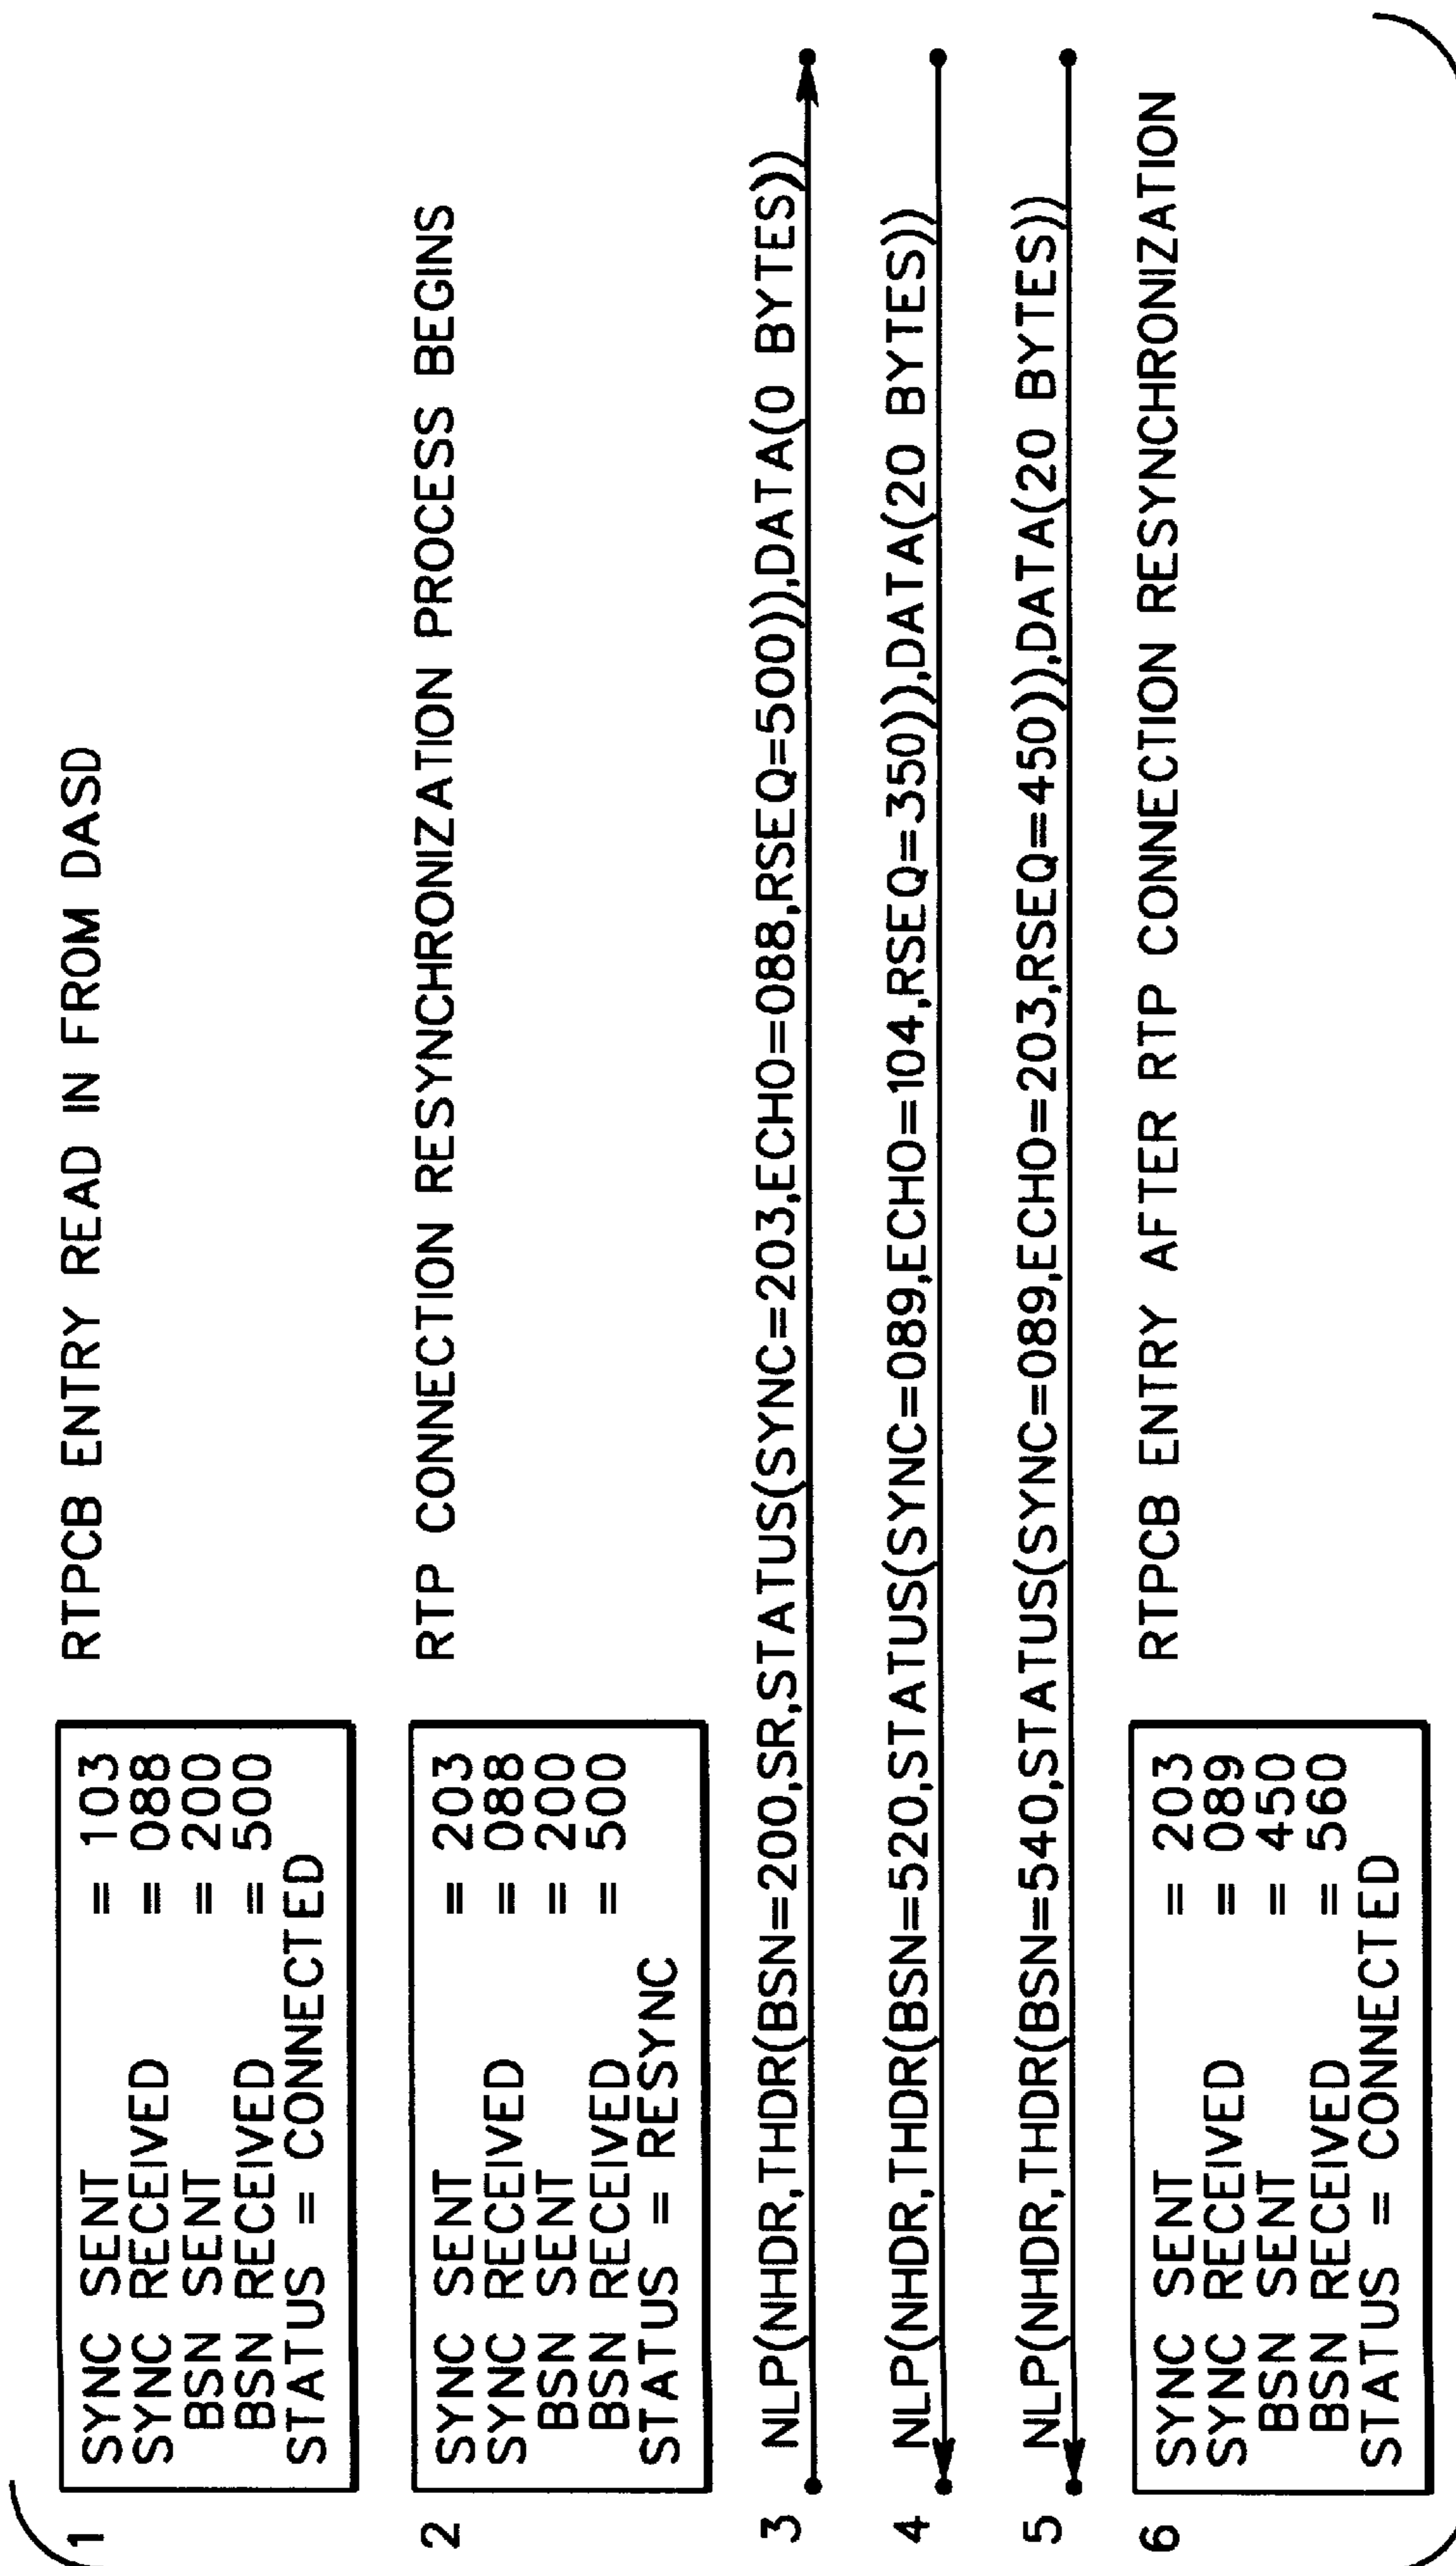 1
SYNC SENT = 103
SYNC RECEIVED = 088
BSN SENT = 200
BSN RECEIVED = 500
STATUS = CONNECTED
RTPCB ENTRY READ IN FROM DASD
2
SYNC SENT = 203
SYNC RECEIVED = 088
BSN SENT = 200
BSN RECEIVED = 500
STATUS = RESYNC
RTP CONNECTION RESYNCHRONIZATION PROCESS BEGINS
3 NLP(NHDR,THDR(BSN=200,SR,STATUS(SYNC=203,ECHO=088,RSEQ=500)),DATA(0 BYTES))
4 NLP(NHDR,THDR(BSN=520,STATUS(SYNC=089,ECHO=104,RSEQ=350)),DATA(20 BYTES))
5 NLP(NHDR,THDR(BSN=540,STATUS(SYNC=089,ECHO=203,RSEQ=450)),DATA(20 BYTES))
6
SYNC SENT = 203
SYNC RECEIVED = 089
BSN SENT = 450
BSN RECEIVED = 560
STATUS = CONNECTED
RTPCB ENTRY AFTER RTP CONNECTION RESYNCHRONIZATION